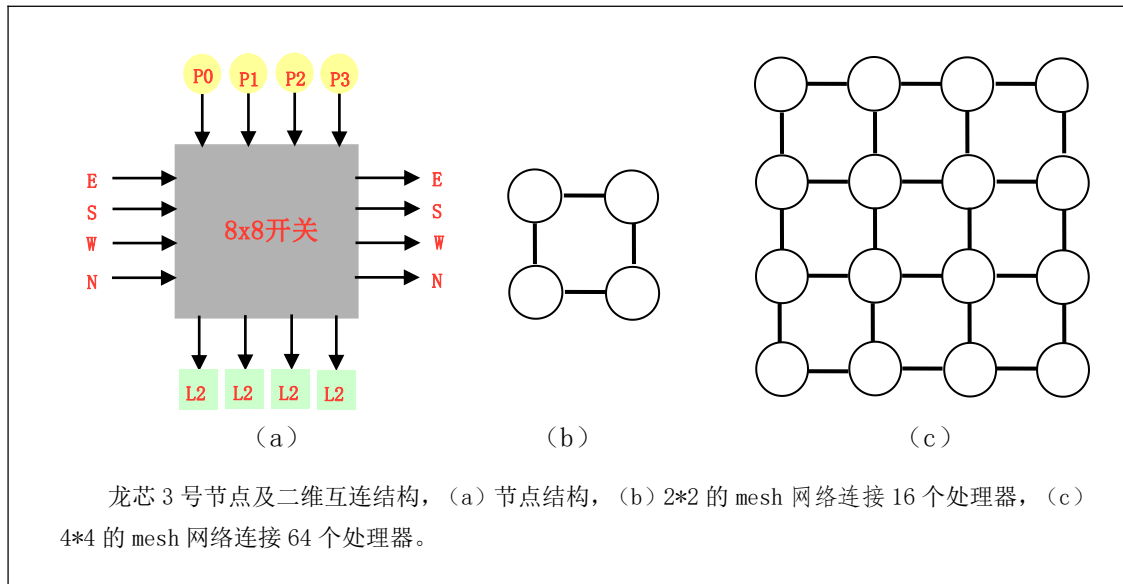 P0 P1 P2 P3
E E
S S
8x8开关
W W
N N
L2 L2 L2 L2
（a） （b） （c）
龙芯 3 号节点及二维互连结构，（a）节点结构，（b）2*2 的 mesh 网络连接 16 个处理器，（c）
4*4 的 mesh 网络连接 64 个处理器。